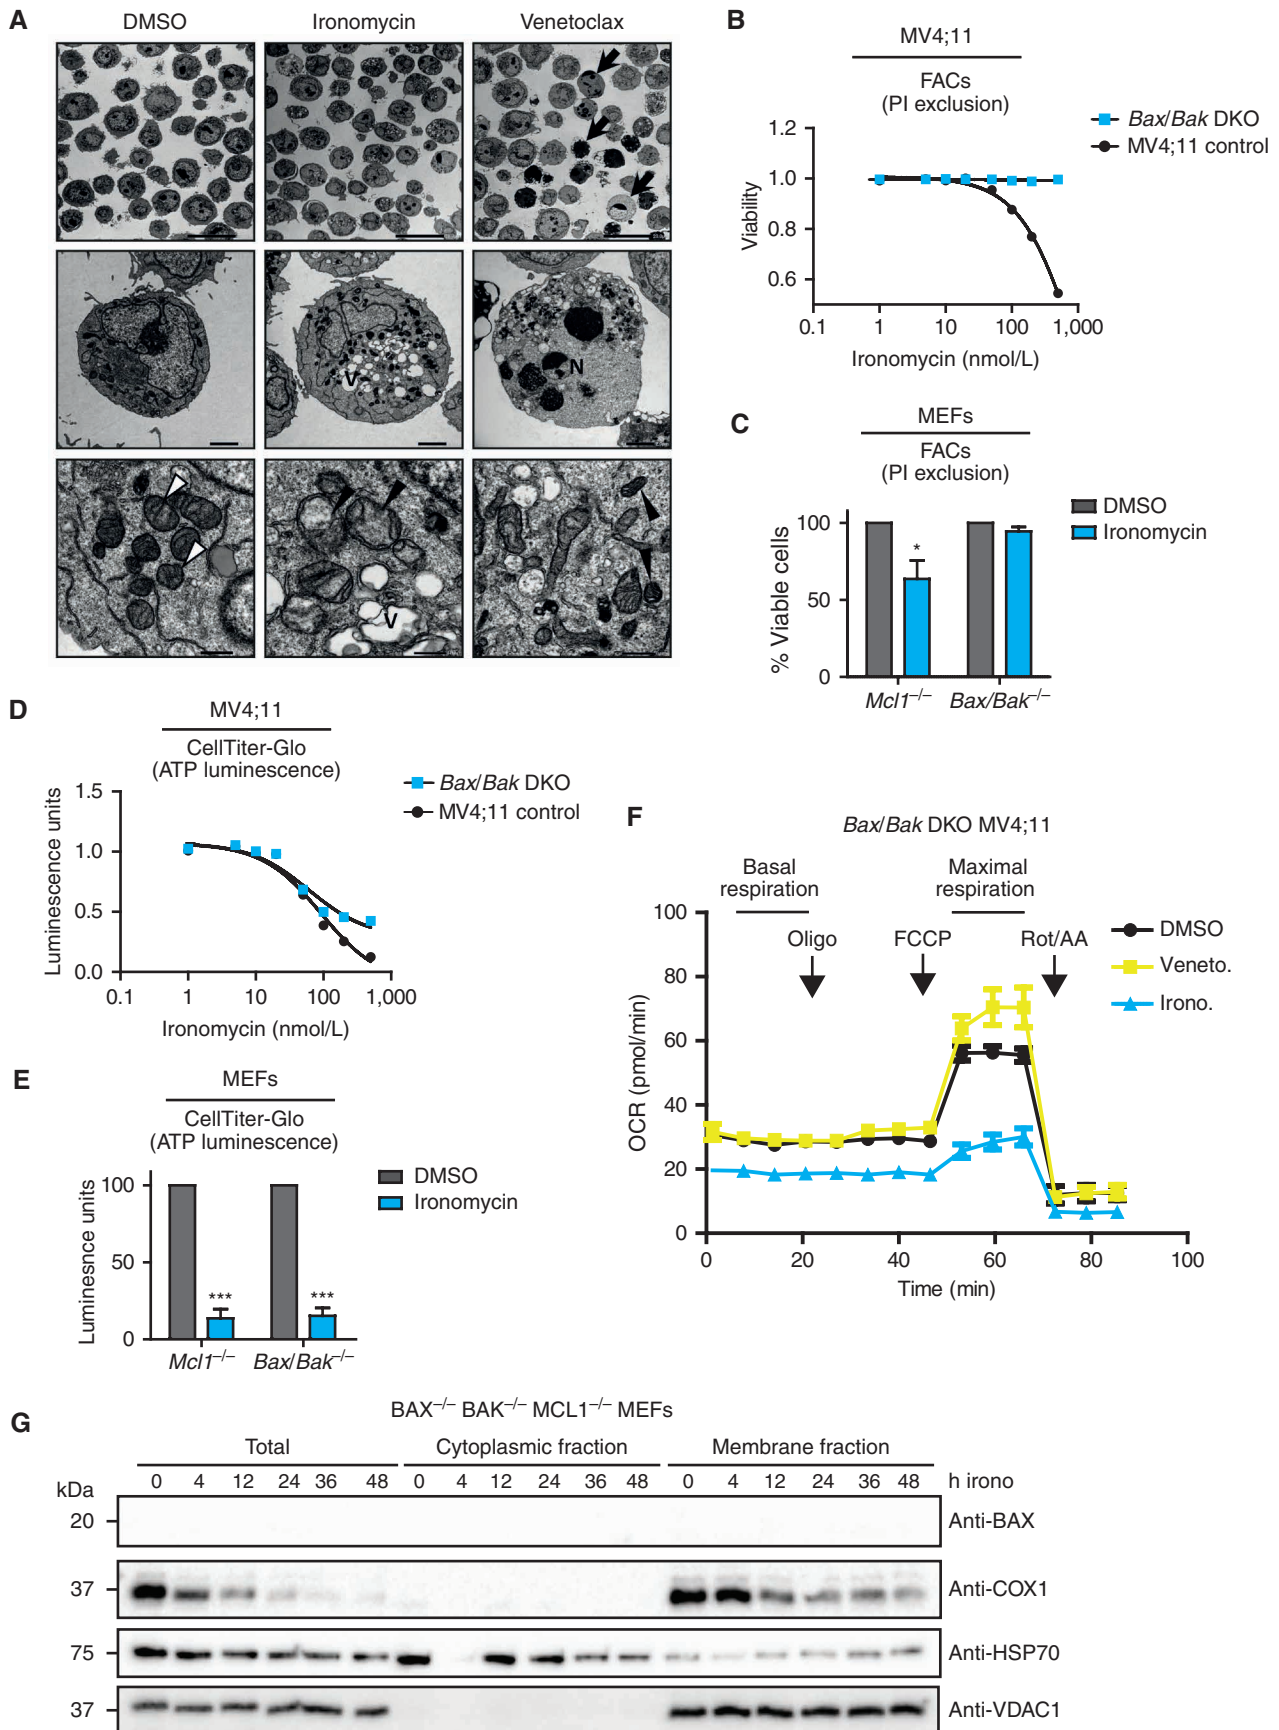 A
DMSO Ironomycin Venetoclax
V
N
V
B
MV4;11
FACs
(PI exclusion)
Bax/Bak DKO
MV4;11 control
1.2
1.0
0.8
0.6
Viability
0.1 1 10 100 1,000
Ironomycin (nmol/L)
C
MEFs
FACs
(PI exclusion)
DMSO
Ironomycin
100
50
0
% Viable cells
*
Mcl1–/– Bax/Bak–/–
D
MV4;11
CellTiter-Glo
(ATP luminescence)
Bax/Bak DKO
MV4;11 control
1.5
1.0
0.5
0.0
Luminescence units
0.1 1 10 100 1,000
Ironomycin (nmol/L)
E
MEFs
CellTiter-Glo
(ATP luminescence)
DMSO
Ironomycin
100
50
0
Luminesnce units
*** ***
Mcl1–/– Bax/Bak–/–
F
Bax/Bak DKO MV4;11
Basal
respiration
Maximal
respiration
Oligo FCCP Rot/AA
DMSO
Veneto.
Irono.
100
80
60
40
20
0
OCR (pmol/min)
0 20 40 60 80 100
Time (min)
G
BAX–/– BAK–/– MCL1–/– MEFs
Total Cytoplasmic fraction Membrane fraction
0 4 12 24 36 48 0 4 12 24 36 48 0 4 12 24 36 48 h irono
kDa
20 Anti-BAX
37 Anti-COX1
75 Anti-HSP70
37 Anti-VDAC1